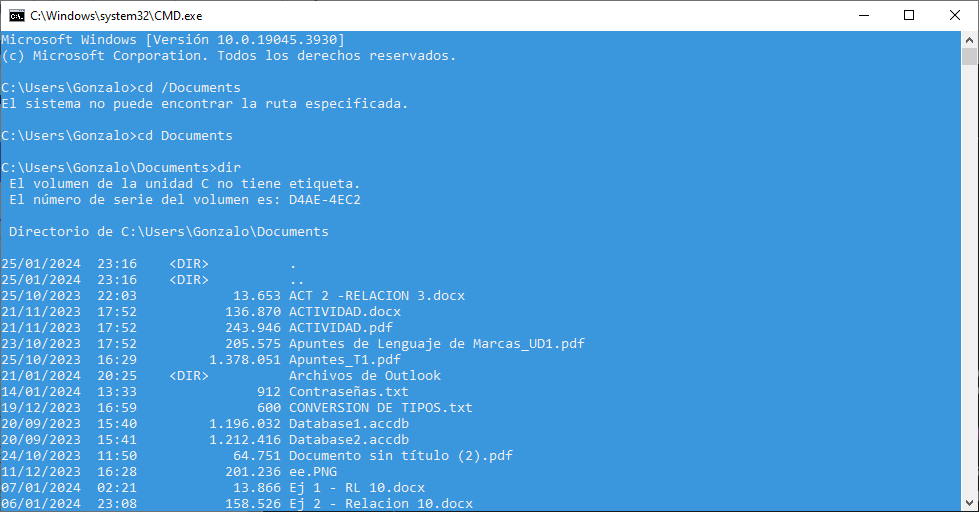 C:\Windows\system32\CMD.exe
Microsoft Windows [Versión 10.0.19045.3930]
(c) Microsoft Corporation. Todos los derechos reservados.
C:\Users\Gonzalo>cd /Documents
El sistema no puede encontrar la ruta especificada.
C:\Users\Gonzalo>cd Documents
C:\Users\Gonzalo\Documents>dir
El volumen de la unidad C no tiene etiqueta.
El número de serie del volumen es: D4AE-4EC2
Directorio de C:\Users\Gonzalo\Documents
25/01/2024  23:16    <DIR>          .
25/01/2024  23:16    <DIR>          ..
25/10/2023  22:03            13.653 ACT 2 -RELACION 3.docx
21/11/2023  17:52           136.870 ACTIVIDAD.docx
21/11/2023  17:52           243.946 ACTIVIDAD.pdf
23/10/2023  17:52           205.575 Apuntes de Lenguaje de Marcas_UD1.pdf
25/10/2023  16:29         1.378.051 Apuntes_T1.pdf
21/01/2024  20:25    <DIR>          Archivos de Outlook
14/01/2024  13:33               912 Contraseñas.txt
19/12/2023  16:59               600 CONVERSION DE TIPOS.txt
20/09/2023  15:40         1.196.032 Database1.accdb
20/09/2023  15:41         1.212.416 Database2.accdb
24/10/2023  11:50            64.751 Documento sin título (2).pdf
11/12/2023  16:28           201.236 ee.PNG
07/01/2024  02:21            13.866 Ej 1 - RL 10.docx
06/01/2024  23:08           158.526 Ej 2 - Relacion 10.docx